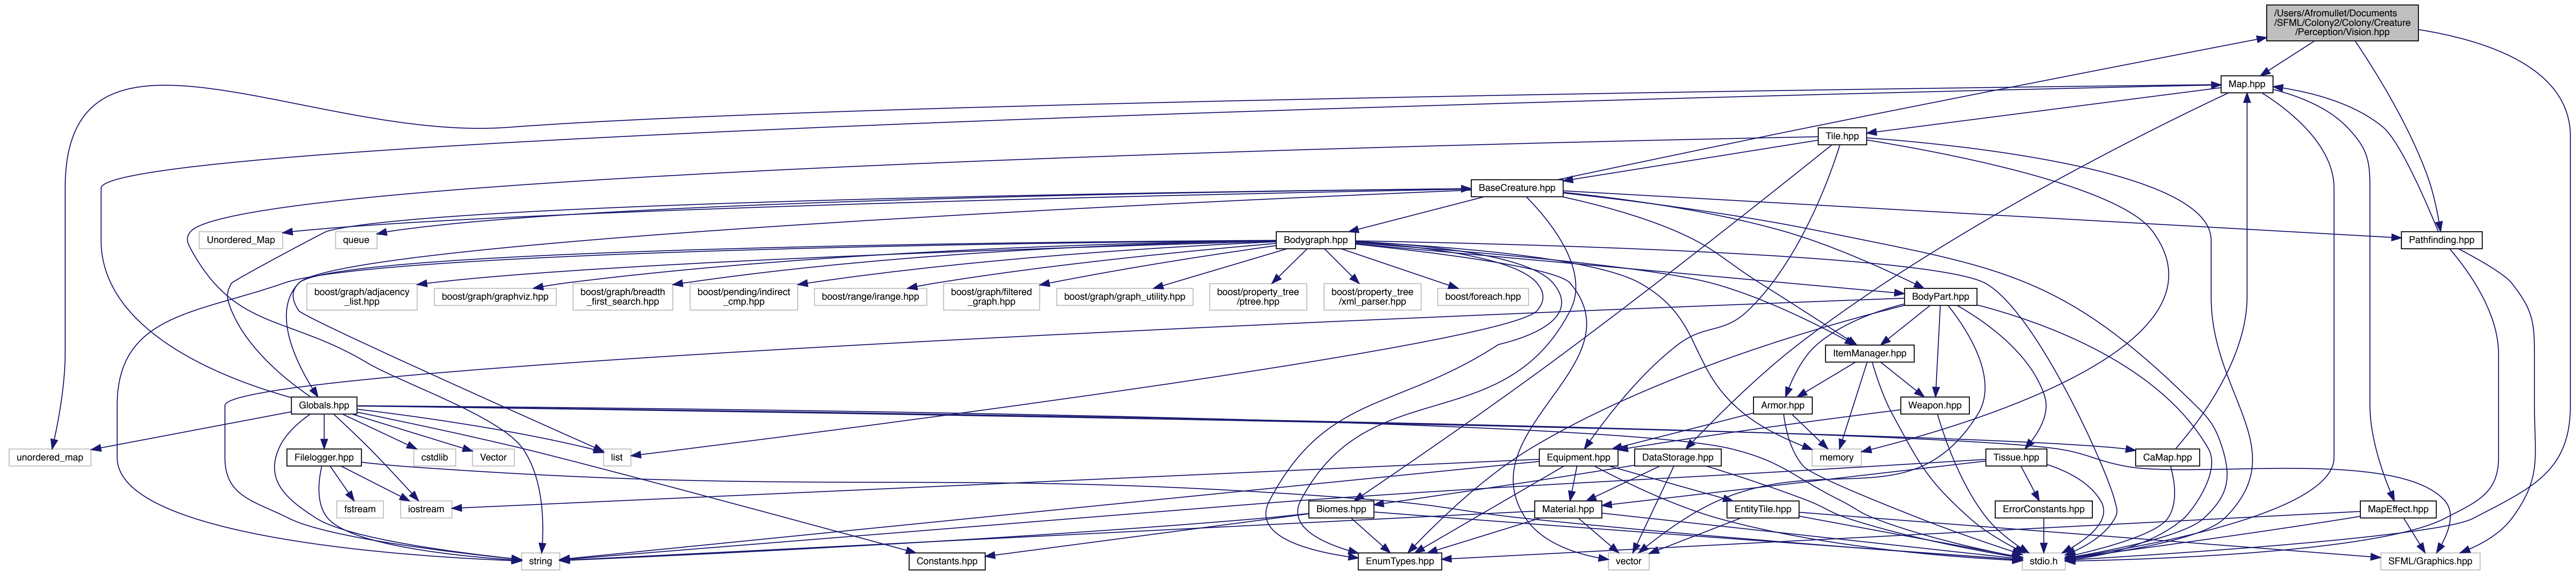 /Users/Afromullet/Documents
/SFML/Colony2/Colony/Creature
/Perception/Vision.hpp
Map.hpp
Tile.hpp
BaseCreature.hpp
Unordered_Map
queue
Bodygraph.hpp
Pathfinding.hpp
boost/graph/adjacency
_list.hpp
boost/graph/graphviz.hpp
boost/graph/breadth
_first_search.hpp
boost/pending/indirect
_cmp.hpp
boost/range/irange.hpp
boost/graph/filtered
_graph.hpp
boost/graph/graph_utility.hpp
boost/property_tree
/ptree.hpp
boost/property_tree
/xml_parser.hpp
boost/foreach.hpp
BodyPart.hpp
ItemManager.hpp
Globals.hpp
Armor.hpp
Weapon.hpp
unordered_map
Filelogger.hpp
cstdlib
Vector
list
Equipment.hpp
DataStorage.hpp
memory
Tissue.hpp
CaMap.hpp
fstream
iostream
Biomes.hpp
Material.hpp
EntityTile.hpp
ErrorConstants.hpp
MapEffect.hpp
string
Constants.hpp
EnumTypes.hpp
vector
stdio.h
SFML/Graphics.hpp